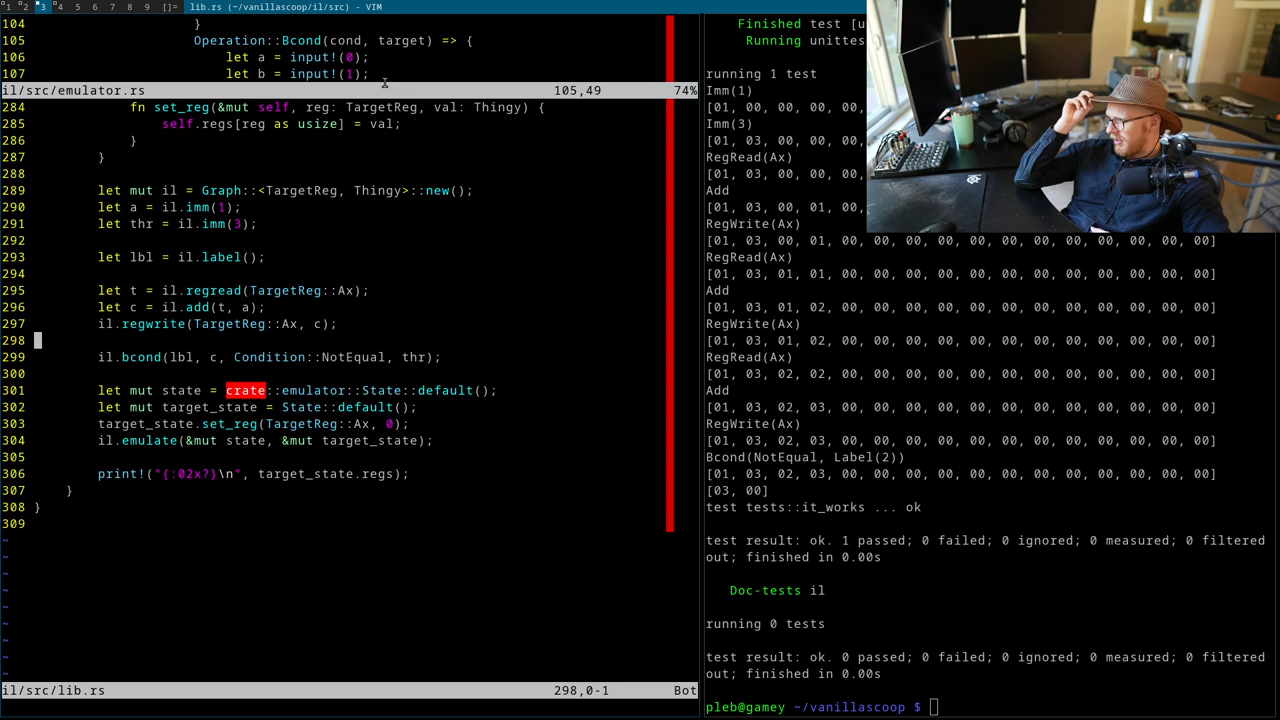 1 2 3 4 5 6 7 8 9 []= lib.rs (~/vanillascoop/il/src) - VIM
104 }
105 Operation::Bcond(cond, target) => {
106 let a = input!(0);
107 let b = input!(1);
il/src/emulator.rs 105,49 74%
284 fn set_reg(&mut self, reg: TargetReg, val: Thingy) {
285 self.regs[reg as usize] = val;
286 }
287 }
288
289 let mut il = Graph::<TargetReg, Thingy>::new();
290 let a = il.imm(1);
291 let thr = il.imm(3);
292
293 let lbl = il.label();
294
295 let t = il.regread(TargetReg::Ax);
296 let c = il.add(t, a);
297 il.regwrite(TargetReg::Ax, c);
298
299 il.bcond(lbl, c, Condition::NotEqual, thr);
300
301 let mut state = crate::emulator::State::default();
302 let mut target_state = State::default();
303 target_state.set_reg(TargetReg::Ax, 0);
304 il.emulate(&mut state, &mut target_state);
305
306 print!("{:02x?}\n", target_state.regs);
307 }
308 }
309
~
~
~
~
~
~
~
~
~
il/src/lib.rs 298,0-1 Bot
Finished test [u
Running unittes
running 1 test
Imm(1)
[01, 00, 00, 00, 00,
Imm(3)
[01, 03, 00, 00, 00,
RegRead(Ax)
[01, 03, 00, 00, 00,
Add
[01, 03, 00, 01, 00,
RegWrite(Ax)
[01, 03, 00, 01, 00, 00, 00, 00, 00, 00, 00, 00, 00, 00, 00, 00]
RegRead(Ax)
[01, 03, 01, 01, 00, 00, 00, 00, 00, 00, 00, 00, 00, 00, 00, 00]
Add
[01, 03, 01, 02, 00, 00, 00, 00, 00, 00, 00, 00, 00, 00, 00, 00]
RegWrite(Ax)
[01, 03, 01, 02, 00, 00, 00, 00, 00, 00, 00, 00, 00, 00, 00, 00]
RegRead(Ax)
[01, 03, 02, 02, 00, 00, 00, 00, 00, 00, 00, 00, 00, 00, 00, 00]
Add
[01, 03, 02, 03, 00, 00, 00, 00, 00, 00, 00, 00, 00, 00, 00, 00]
RegWrite(Ax)
[01, 03, 02, 03, 00, 00, 00, 00, 00, 00, 00, 00, 00, 00, 00, 00]
Bcond(NotEqual, Label(2))
[01, 03, 02, 03, 00, 00, 00, 00, 00, 00, 00, 00, 00, 00, 00, 00]
[03, 00]
test tests::it_works ... ok
test result: ok. 1 passed; 0 failed; 0 ignored; 0 measured; 0 filtered
out; finished in 0.00s
Doc-tests il
running 0 tests
test result: ok. 0 passed; 0 failed; 0 ignored; 0 measured; 0 filtered
out; finished in 0.00s
pleb@gamey ~/vanillascoop $